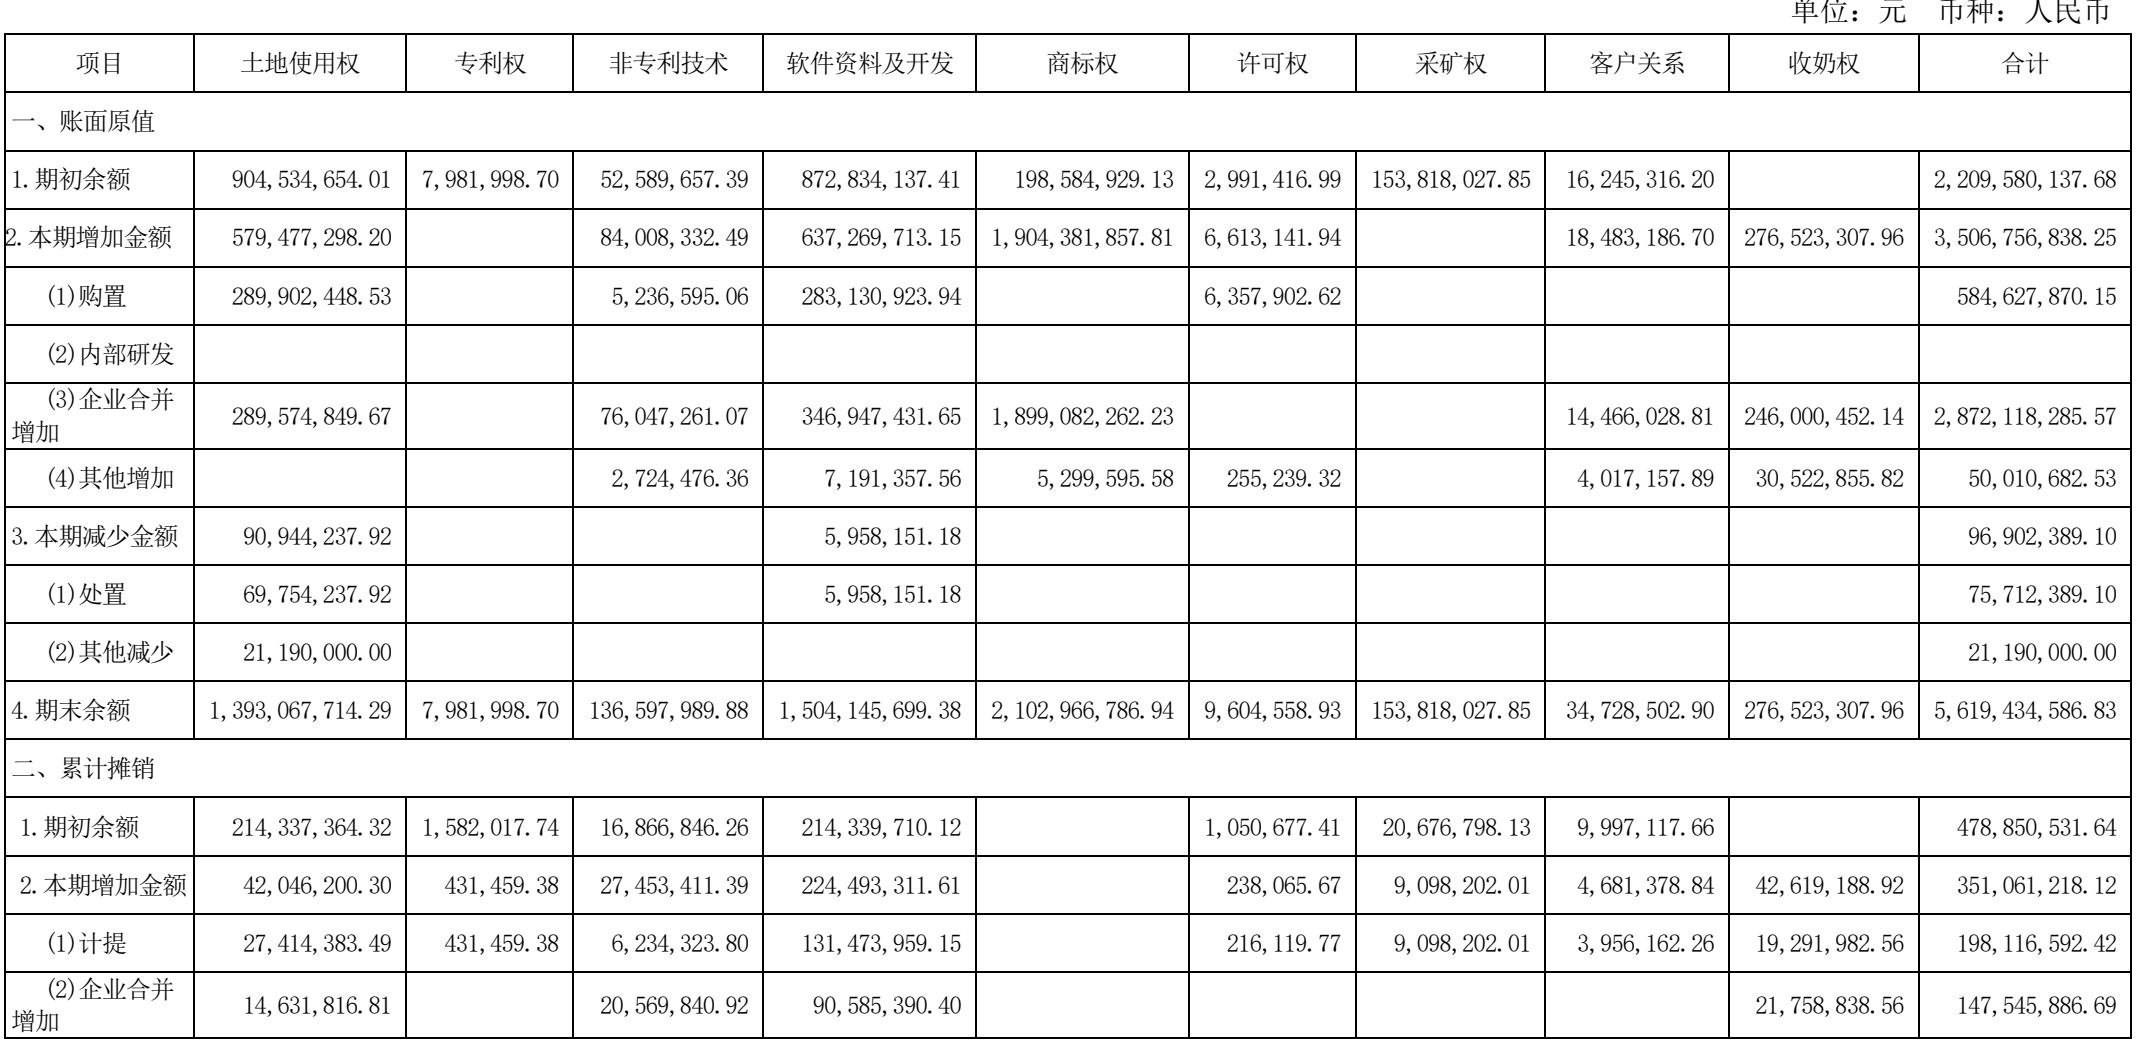 单位：元 币种：人民币
项目 土地使用权 专利权 非专利技术 软件资料及开发 商标权 许可权 采矿权 客户关系 收奶权 合计
一、账面原值
1.期初余额 904,534,654.01 7,981,998.70 52,589,657.39 872,834,137.41 198,584,929.13 2,991,416.99 153,818,027.85 16,245,316.20 2,209,580,137.68
2.本期增加金额 579,477,298.20 84,008,332.49 637,269,713.15 1,904,381,857.81 6,613,141.94 18,483,186.70 276,523,307.96 3,506,756,838.25
(1)购置 289,902,448.53 5,236,595.06 283,130,923.94 6,357,902.62 584,627,870.15
(2)内部研发
(3)企业合并
增加 289,574,849.67 76,047,261.07 346,947,431.65 1,899,082,262.23 14,466,028.81 246,000,452.14 2,872,118,285.57
(4)其他增加 2,724,476.36 7,191,357.56 5,299,595.58 255,239.32 4,017,157.89 30,522,855.82 50,010,682.53
3.本期减少金额 90,944,237.92 5,958,151.18 96,902,389.10
(1)处置 69,754,237.92 5,958,151.18 75,712,389.10
(2)其他减少 21,190,000.00 21,190,000.00
4.期末余额 1,393,067,714.29 7,981,998.70 136,597,989.88 1,504,145,699.38 2,102,966,786.94 9,604,558.93 153,818,027.85 34,728,502.90 276,523,307.96 5,619,434,586.83
二、累计摊销
1.期初余额 214,337,364.32 1,582,017.74 16,866,846.26 214,339,710.12 1,050,677.41 20,676,798.13 9,997,117.66 478,850,531.64
2.本期增加金额 42,046,200.30 431,459.38 27,453,411.39 224,493,311.61 238,065.67 9,098,202.01 4,681,378.84 42,619,188.92 351,061,218.12
(1)计提 27,414,383.49 431,459.38 6,234,323.80 131,473,959.15 216,119.77 9,098,202.01 3,956,162.26 19,291,982.56 198,116,592.42
(2)企业合并
增加 14,631,816.81 20,569,840.92 90,585,390.40 21,758,838.56 147,545,886.69